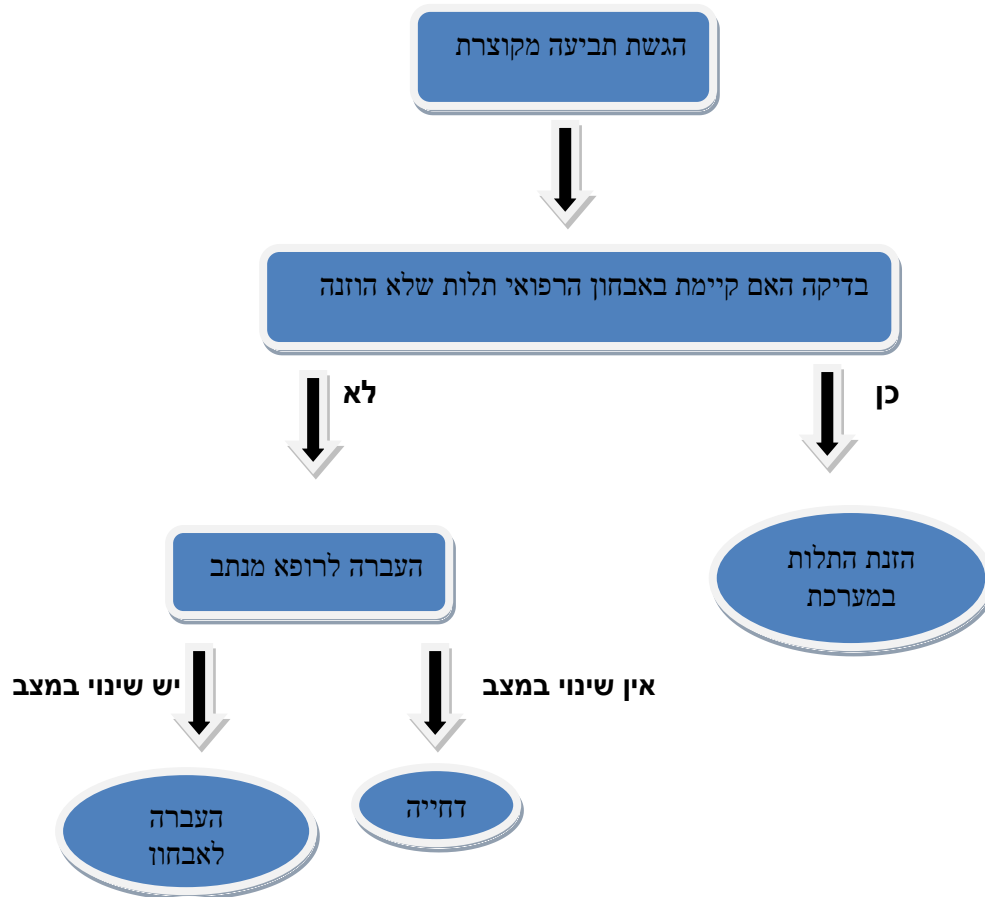 הגשת תביעה מקוצרת
בדיקה האם קיימת באבחון הרפואי תלות שלא הוזנה
כן
לא
הזנת התלות
במערכת
העברה לרופא מנתב
אין שינוי במצב
יש שינוי במצב
דחייה
העברה
לאבחון